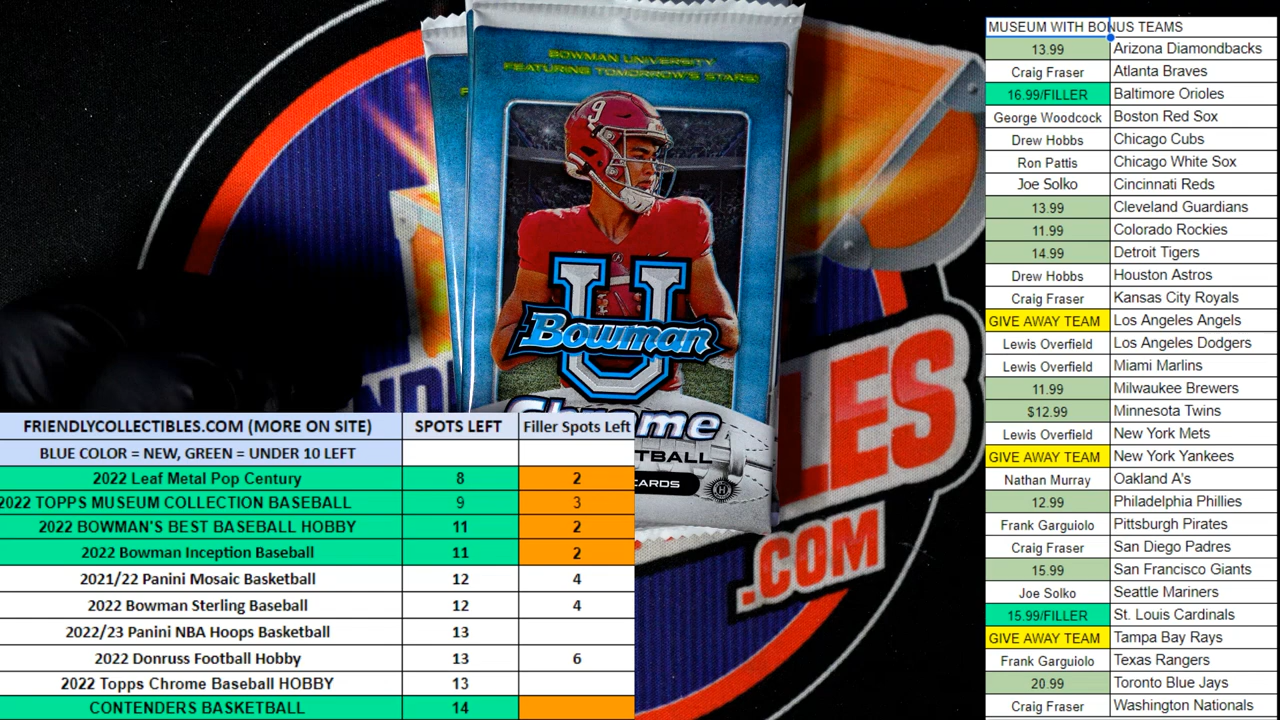 BOWMAN UNIVERSITY
FEATURING TOMORROW'S STARS!
9
U
Bowman
Chrome
TBALL
CARDS
LES
.COM
FRIENDLYCOLLECTIBLES.COM (MORE ON SITE) SPOTS LEFT Filler Spots Left
BLUE COLOR = NEW, GREEN = UNDER 10 LEFT
2022 Leaf Metal Pop Century 8 2
2022 TOPPS MUSEUM COLLECTION BASEBALL 9 3
2022 BOWMAN'S BEST BASEBALL HOBBY 11 2
2022 Bowman Inception Baseball 11 2
2021/22 Panini Mosaic Basketball 12 4
2022 Bowman Sterling Baseball 12 4
2022/23 Panini NBA Hoops Basketball 13
2022 Donruss Football Hobby 13 6
2022 Topps Chrome Baseball HOBBY 13
CONTENDERS BASKETBALL 14
MUSEUM WITH BONUS TEAMS
13.99 Arizona Diamondbacks
Craig Fraser Atlanta Braves
16.99/FILLER Baltimore Orioles
George Woodcock Boston Red Sox
Drew Hobbs Chicago Cubs
Ron Pattis Chicago White Sox
Joe Solko Cincinnati Reds
13.99 Cleveland Guardians
11.99 Colorado Rockies
14.99 Detroit Tigers
Drew Hobbs Houston Astros
Craig Fraser Kansas City Royals
GIVE AWAY TEAM Los Angeles Angels
Lewis Overfield Los Angeles Dodgers
Lewis Overfield Miami Marlins
11.99 Milwaukee Brewers
$12.99 Minnesota Twins
Lewis Overfield New York Mets
GIVE AWAY TEAM New York Yankees
Nathan Murray Oakland A's
12.99 Philadelphia Phillies
Frank Garguiolo Pittsburgh Pirates
Craig Fraser San Diego Padres
15.99 San Francisco Giants
Joe Solko Seattle Mariners
15.99/FILLER St. Louis Cardinals
GIVE AWAY TEAM Tampa Bay Rays
Frank Garguiolo Texas Rangers
20.99 Toronto Blue Jays
Craig Fraser Washington Nationals